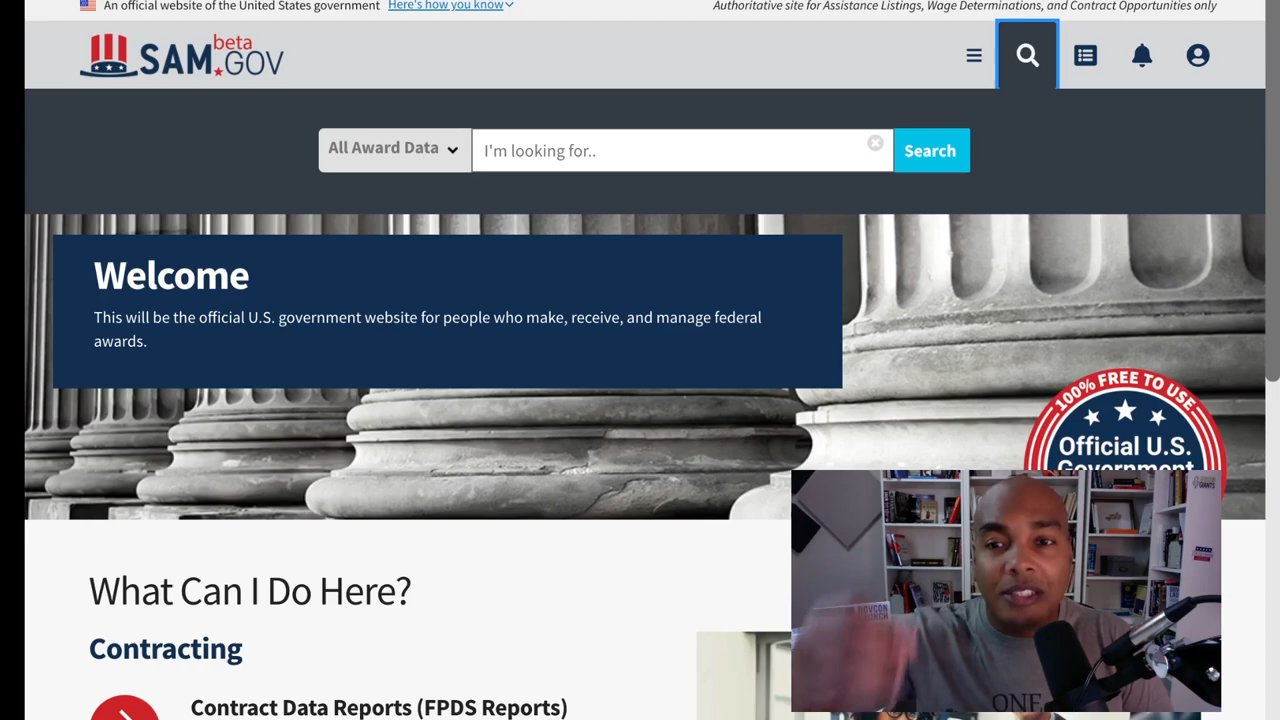 An official website of the United States government Here's how you know
Authoritative site for Assistance Listings, Wage Determinations, and Contract Opportunities only
beta
SAM.GOV
All Award Data
I'm looking for..
Search
Welcome
This will be the official U.S. government website for people who make, receive, and manage federal
awards.
100% FREE TO USE
Official U.S.
Government
What Can I Do Here?
Contracting
Contract Data Reports (FPDS Reports)
GIANTS
ONE